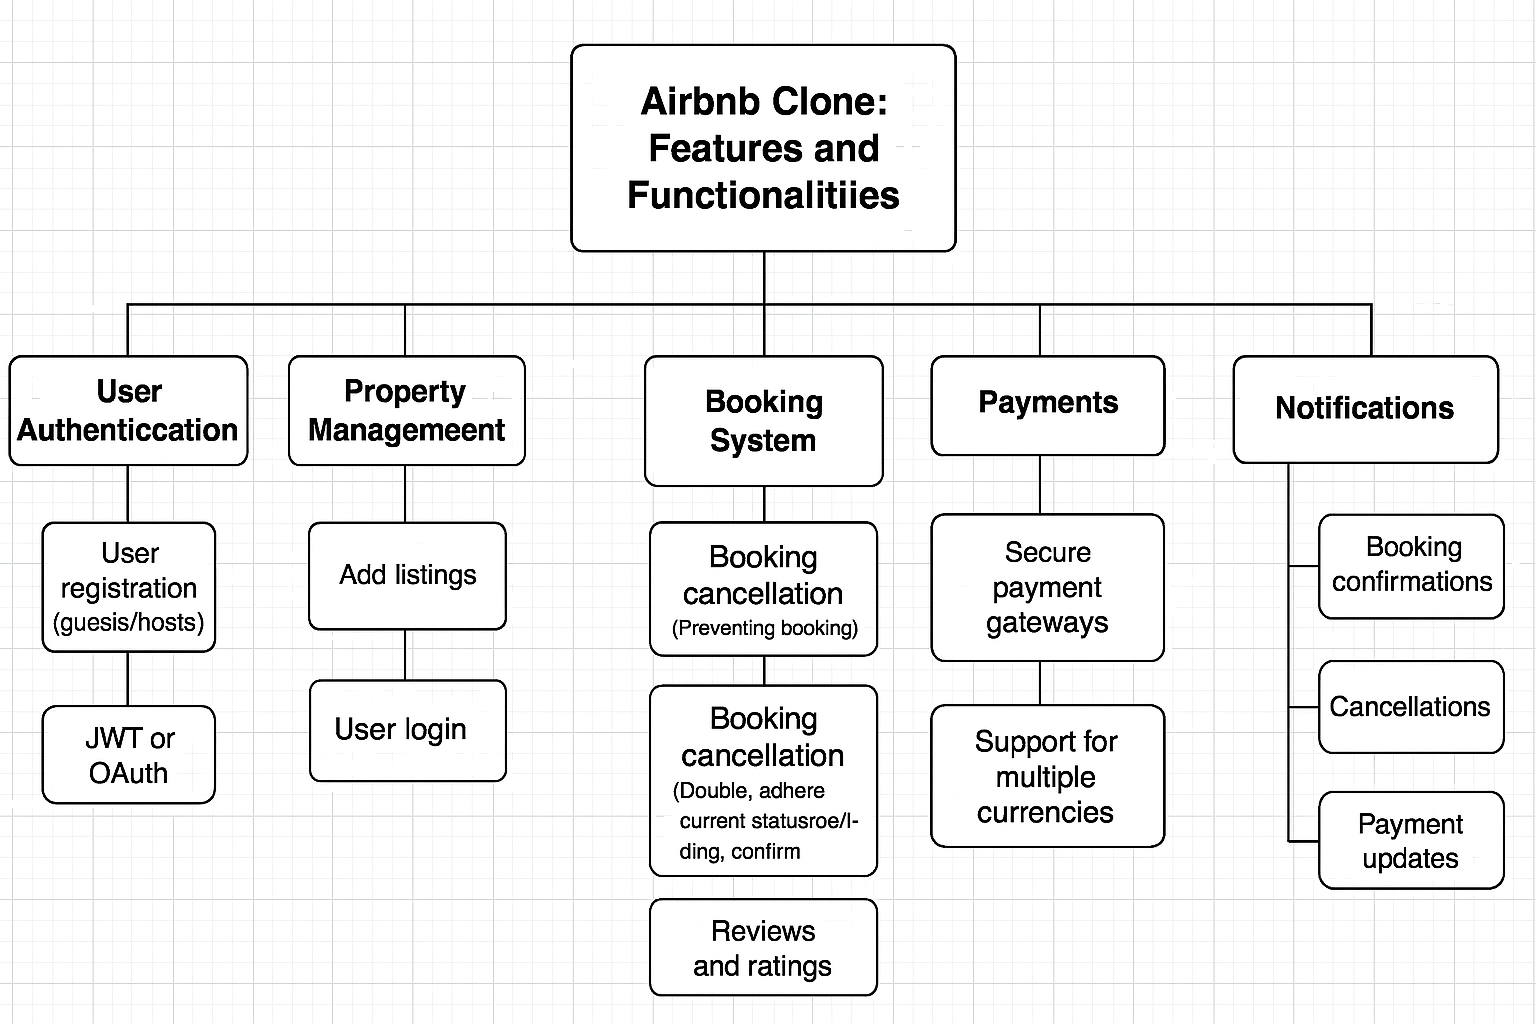 Airbnb Clone:
Features and
Functionalitiies
User
Authenticcation
Property
Managemeent
Booking
System
Payments
Notifications
User
registration
(guesis/hosts)
JWT or
OAuth
Add listings
User login
Booking
cancellation
(Preventing booking)
Booking
cancellation
(Double, adhere
current statusroe/I-
ding, confirm
Reviews
and ratings
Secure
payment
gateways
Support for
multiple
currencies
Booking
confirmations
Cancellations
Payment
updates